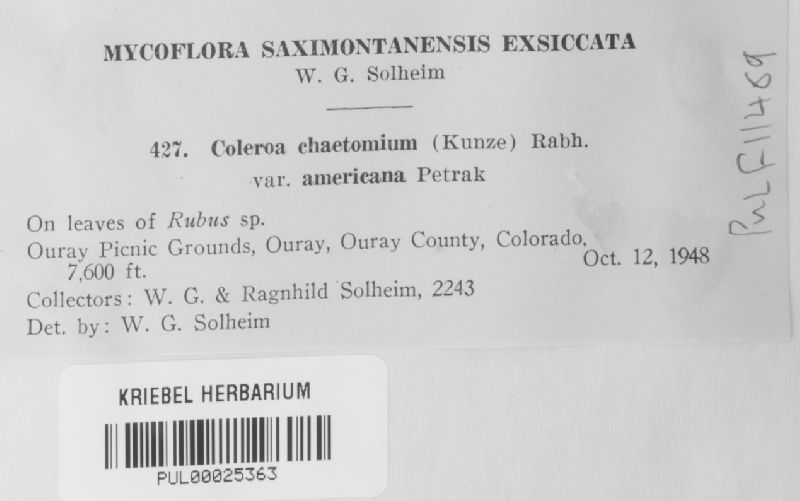 MYCOFLORA SAXIMONTANENSIS EXSICCATA
W. G. Solheim
427. Coleroa chaetomium (Kunze) Rabh.
var. americana Petrak
On leaves of Rubus sp.
Ouray Picnic Grounds, Ouray, Ouray County, Colorado,
7,600 ft.
Oct. 12, 1948
Collectors: W. G. & Ragnhild Solheim, 2243
Det. by: W. G. Solheim
PUL F11469
KRIEBEL HERBARIUM
PUL00025363